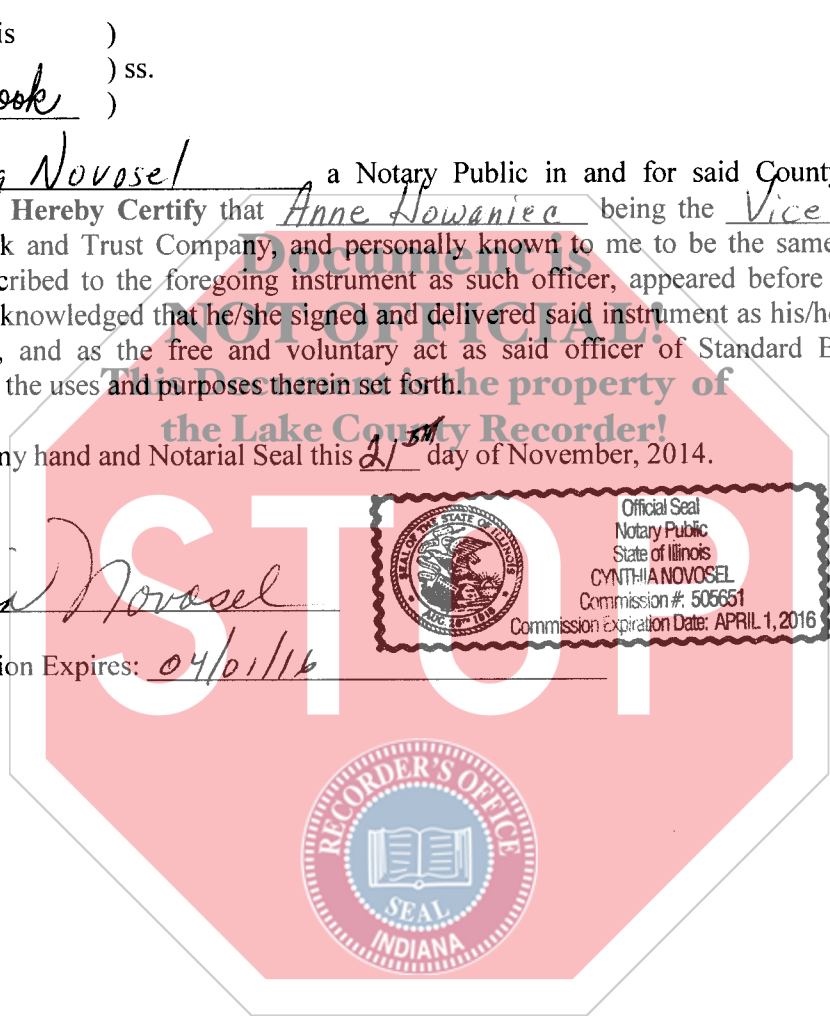 is )
) ss.
ook )
Novosel a Notary Public in and for said County
Hereby Certify that Anne Howaniec being the Vice
k and Trust Company, and personally known to me to be the same
cribed to the foregoing instrument as such officer, appeared before
knowledged that he/she signed and delivered said instrument as his/he
, and as the free and voluntary act as said officer of Standard B
the uses and purposes therein set forth.
Document is
NOT OFFICIAL!
This Document is the property of
the Lake County Recorder!
ny hand and Notarial Seal this 21st day of November, 2014.
STOP
SEAL OF THE STATE OF ILLINOIS
AUG. 26TH 1818
Official Seal
Notary Public
State of Illinois
CYNTHIA NOVOSEL
Commission #: 505651
Commission Expiration Date: APRIL 1, 2016
Novosel
ion Expires: 04/01/16
RECORDER'S OFFICE
SEAL
INDIANA